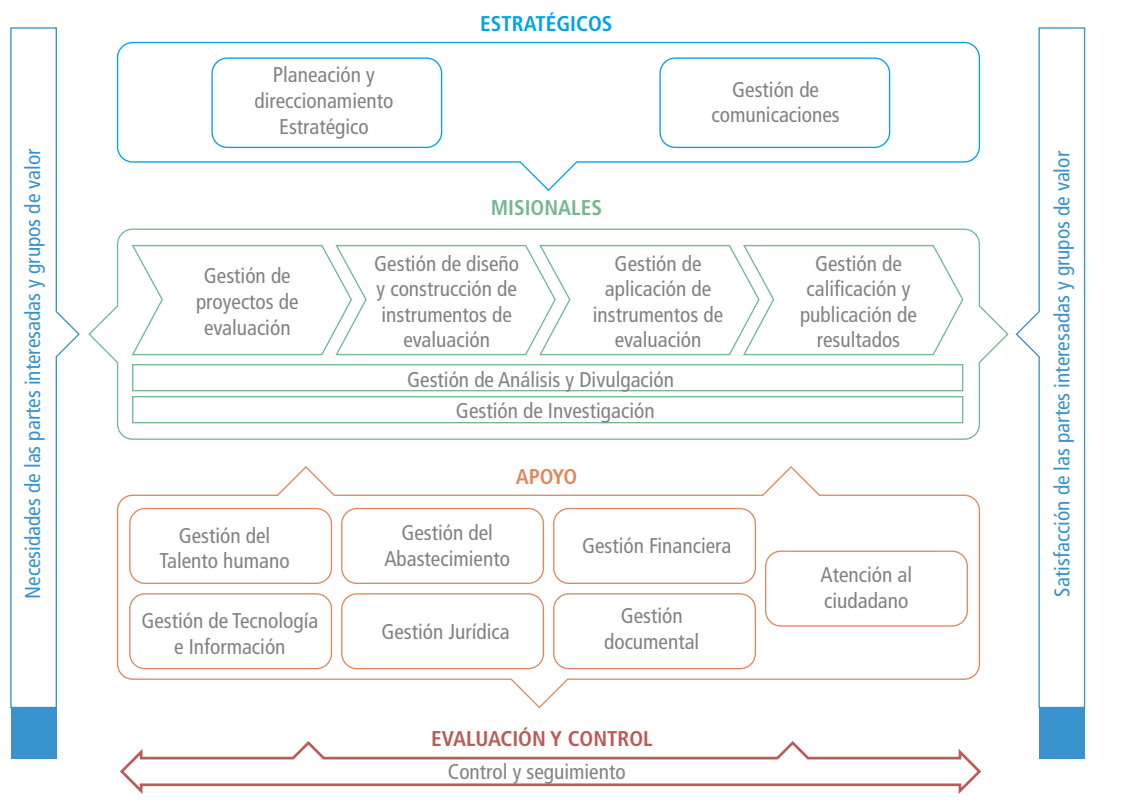 Necesidades de las partes interesadas y grupos de valor
ESTRATÉGICOS
Planeación y
direccionamiento
Estratégico
Gestión de
comunicaciones
MISIONALES
Gestión de
proyectos de
evaluación
Gestión de diseño
y construcción de
instrumentos de
evaluación
Gestión de
aplicación de
instrumentos de
evaluación
Gestión de
calificación y
publicación de
resultados
Gestión de Análisis y Divulgación
Gestión de Investigación
APOYO
Gestión del
Talento humano
Gestión del
Abastecimiento
Gestión Financiera
Atención al
ciudadano
Gestión de Tecnología
e Información
Gestión Jurídica
Gestión
documental
EVALUACIÓN Y CONTROL
Control y seguimiento
Satisfacción de las partes interesadas y grupos de valor